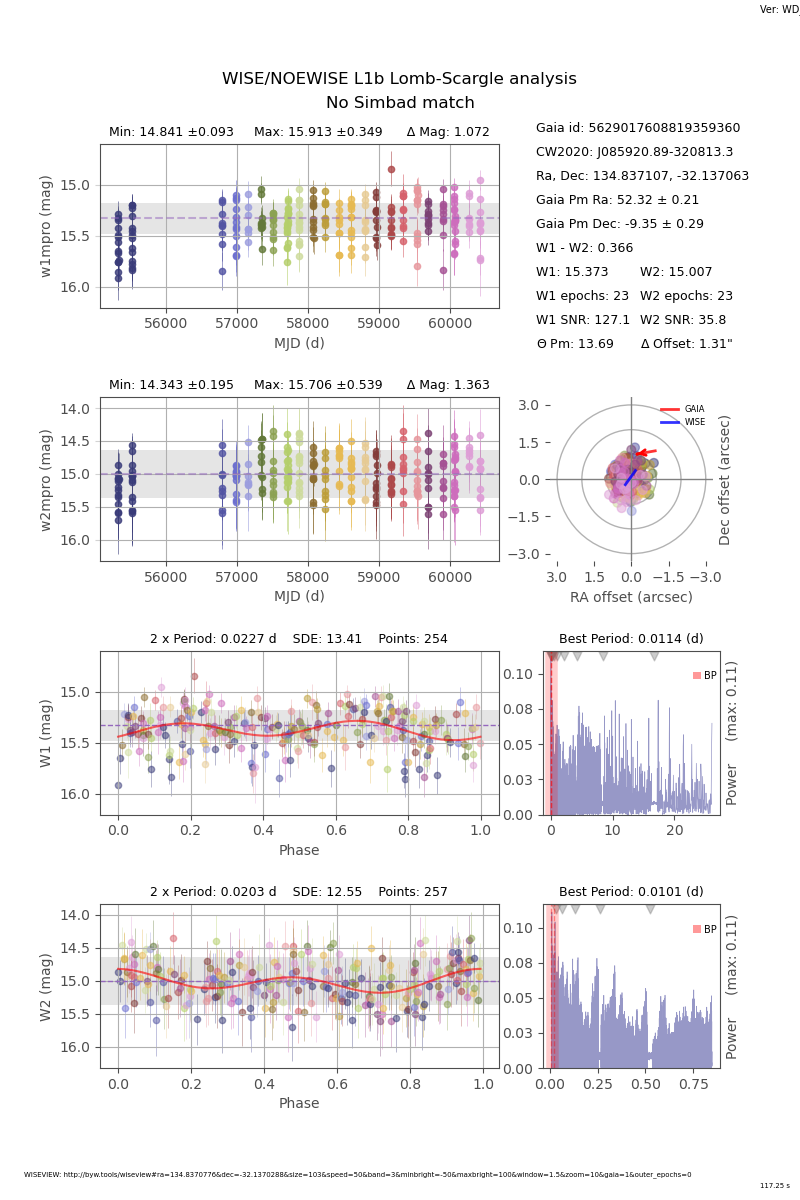 Ver: WD_
WISE/NOEWISE L1b Lomb-Scargle analysis
No Simbad match
Min: 14.841 ±0.093 Max: 15.913 ±0.349 Δ Mag: 1.072
15.0
15.5
16.0
w1mpro (mag)
56000 57000 58000 59000 60000
MJD (d)
Gaia id: 5629017608819359360
CW2020: J085920.89-320813.3
Ra, Dec: 134.837107, -32.137063
Gaia Pm Ra: 52.32 ± 0.21
Gaia Pm Dec: -9.35 ± 0.29
W1 - W2: 0.366
W1: 15.373 W2: 15.007
W1 epochs: 23 W2 epochs: 23
W1 SNR: 127.1 W2 SNR: 35.8
Θ Pm: 13.69 Δ Offset: 1.31"
Min: 14.343 ±0.195 Max: 15.706 ±0.539 Δ Mag: 1.363
14.0
14.5
15.0
15.5
16.0
w2mpro (mag)
56000 57000 58000 59000 60000
MJD (d)
GAIA
WISE
3.0
1.5
0.0
−1.5
−3.0
3.0 1.5 0.0 −1.5 −3.0
RA offset (arcsec)
Dec offset (arcsec)
2 x Period: 0.0227 d SDE: 13.41 Points: 254
15.0
15.5
16.0
W1 (mag)
0.0 0.2 0.4 0.6 0.8 1.0
Phase
Best Period: 0.0114 (d)
BP
0.10
0.08
0.05
0.03
0.00
0 10 20
Power (max: 0.11)
2 x Period: 0.0203 d SDE: 12.55 Points: 257
14.0
14.5
15.0
15.5
16.0
W2 (mag)
0.0 0.2 0.4 0.6 0.8 1.0
Phase
Best Period: 0.0101 (d)
BP
0.10
0.08
0.05
0.03
0.00
0.00 0.25 0.50 0.75
Power (max: 0.11)
WISEVIEW: http://byw.tools/wiseview#ra=134.8370776&dec=-32.1370288&size=103&speed=50&band=3&minbright=-50&maxbright=100&window=1.5&zoom=10&gaia=1&outer_epochs=0
117.25 s